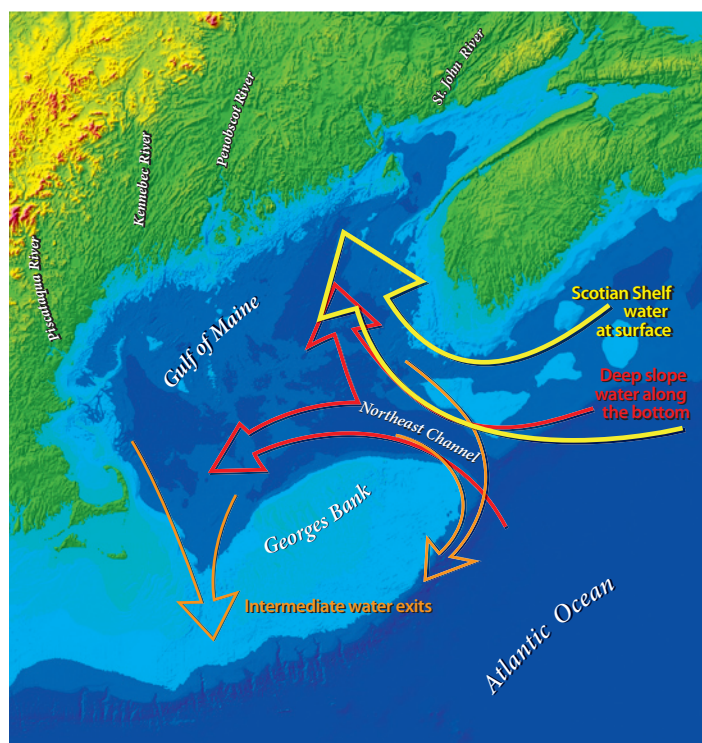 St. John River
Penobscot River
Kennebec River
Piscataqua River
Gulf of Maine
Scotian Shelf
water
at surface
Deep slope
water along
the bottom
Northeast Channel
Georges Bank
Intermediate water exits
Atlantic Ocean